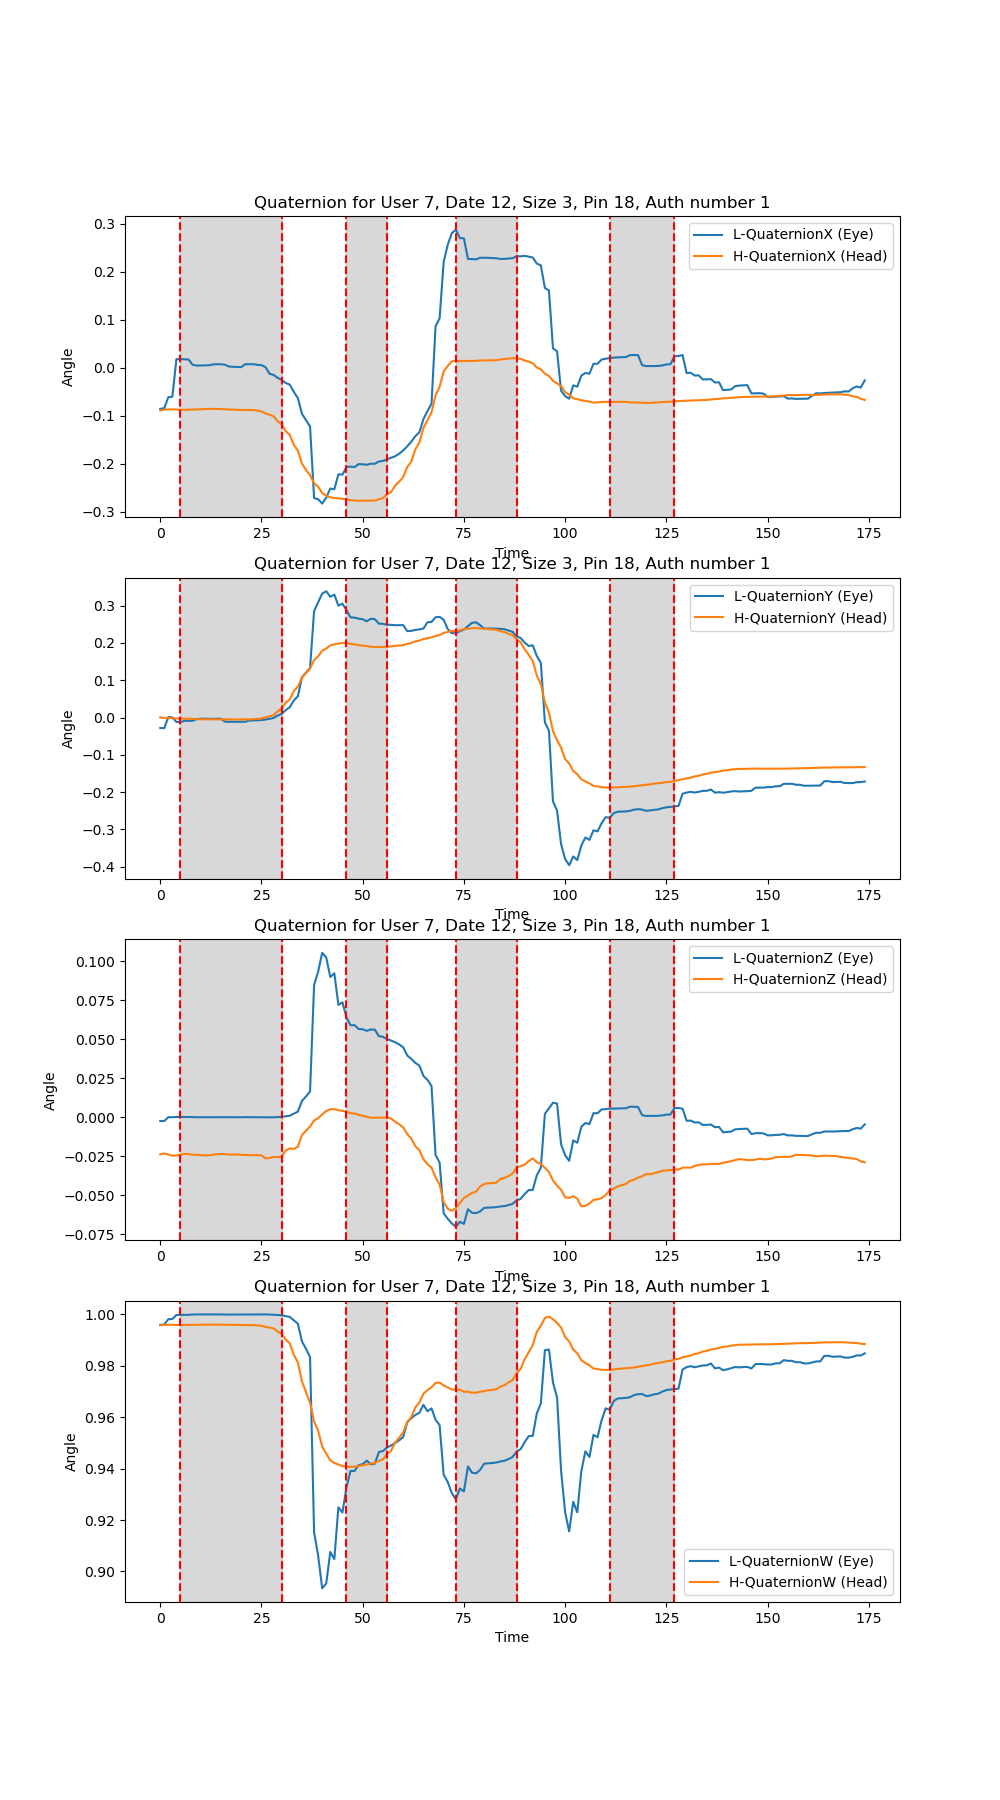 Quaternion for User 7, Date 12, Size 3, Pin 18, Auth number 1
L-QuaternionX (Eye)
H-QuaternionX (Head)
0.3
0.2
0.1
0.0
−0.1
−0.2
−0.3
Angle
0 25 50 75 100 125 150 175
Time
Quaternion for User 7, Date 12, Size 3, Pin 18, Auth number 1
L-QuaternionY (Eye)
H-QuaternionY (Head)
0.3
0.2
0.1
0.0
−0.1
−0.2
−0.3
−0.4
Angle
0 25 50 75 100 125 150 175
Time
Quaternion for User 7, Date 12, Size 3, Pin 18, Auth number 1
L-QuaternionZ (Eye)
H-QuaternionZ (Head)
0.100
0.075
0.050
0.025
0.000
−0.025
−0.050
−0.075
Angle
0 25 50 75 100 125 150 175
Time
Quaternion for User 7, Date 12, Size 3, Pin 18, Auth number 1
1.00
0.98
0.96
0.94
0.92
0.90
Angle
L-QuaternionW (Eye)
H-QuaternionW (Head)
0 25 50 75 100 125 150 175
Time